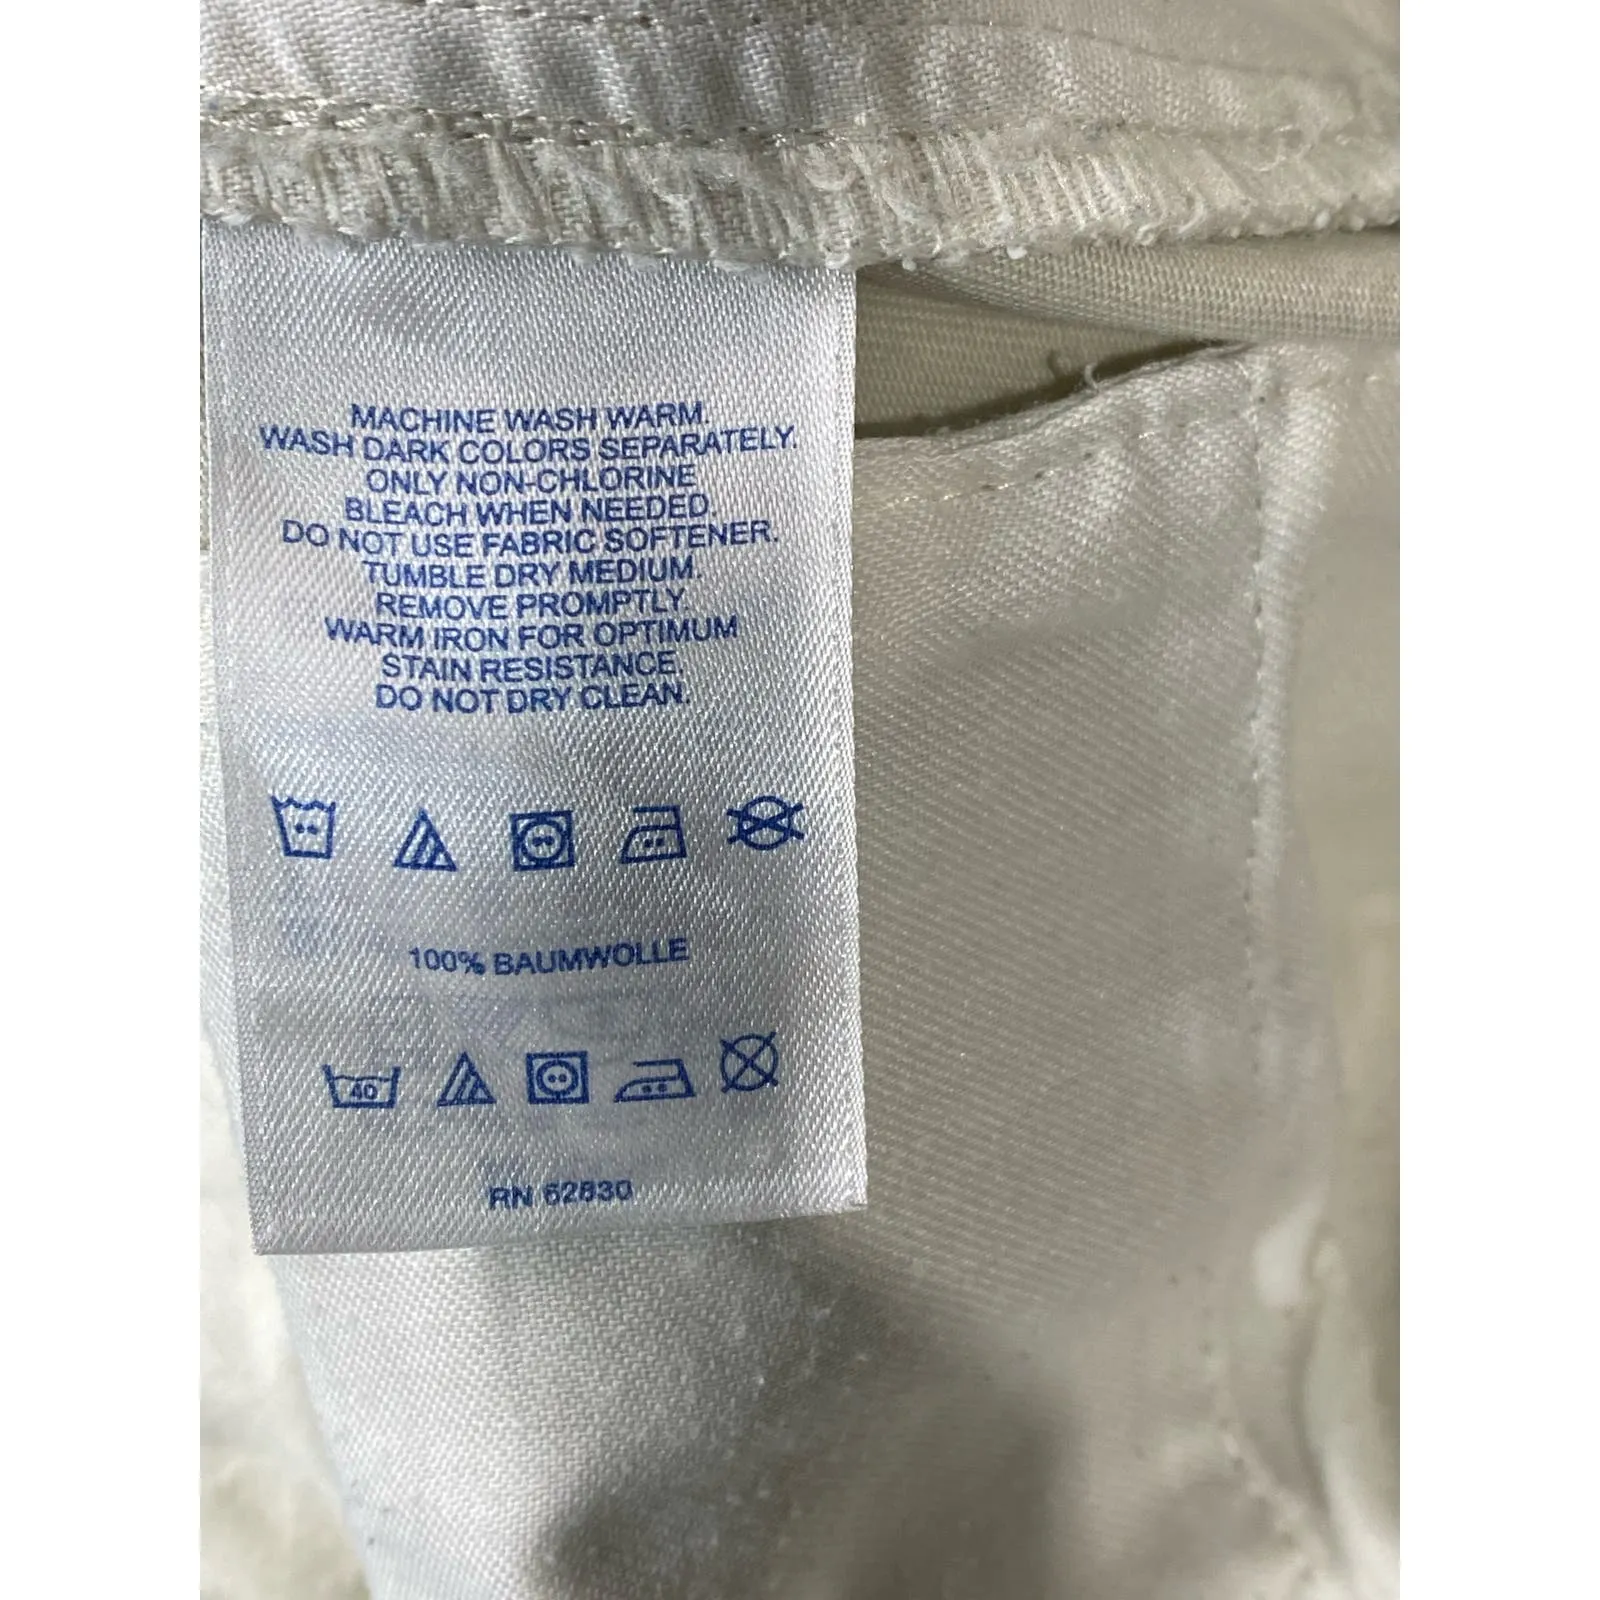 MACHINE WASH WARM.
WASH DARK COLORS SEPARATELY.
ONLY NON-CHLORINE
BLEACH WHEN NEEDED.
DO NOT USE FABRIC SOFTENER.
TUMBLE DRY MEDIUM.
REMOVE PROMPTLY.
WARM IRON FOR OPTIMUM
STAIN RESISTANCE.
DO NOT DRY CLEAN.
100% BAUMWOLLE
40
RN 62830